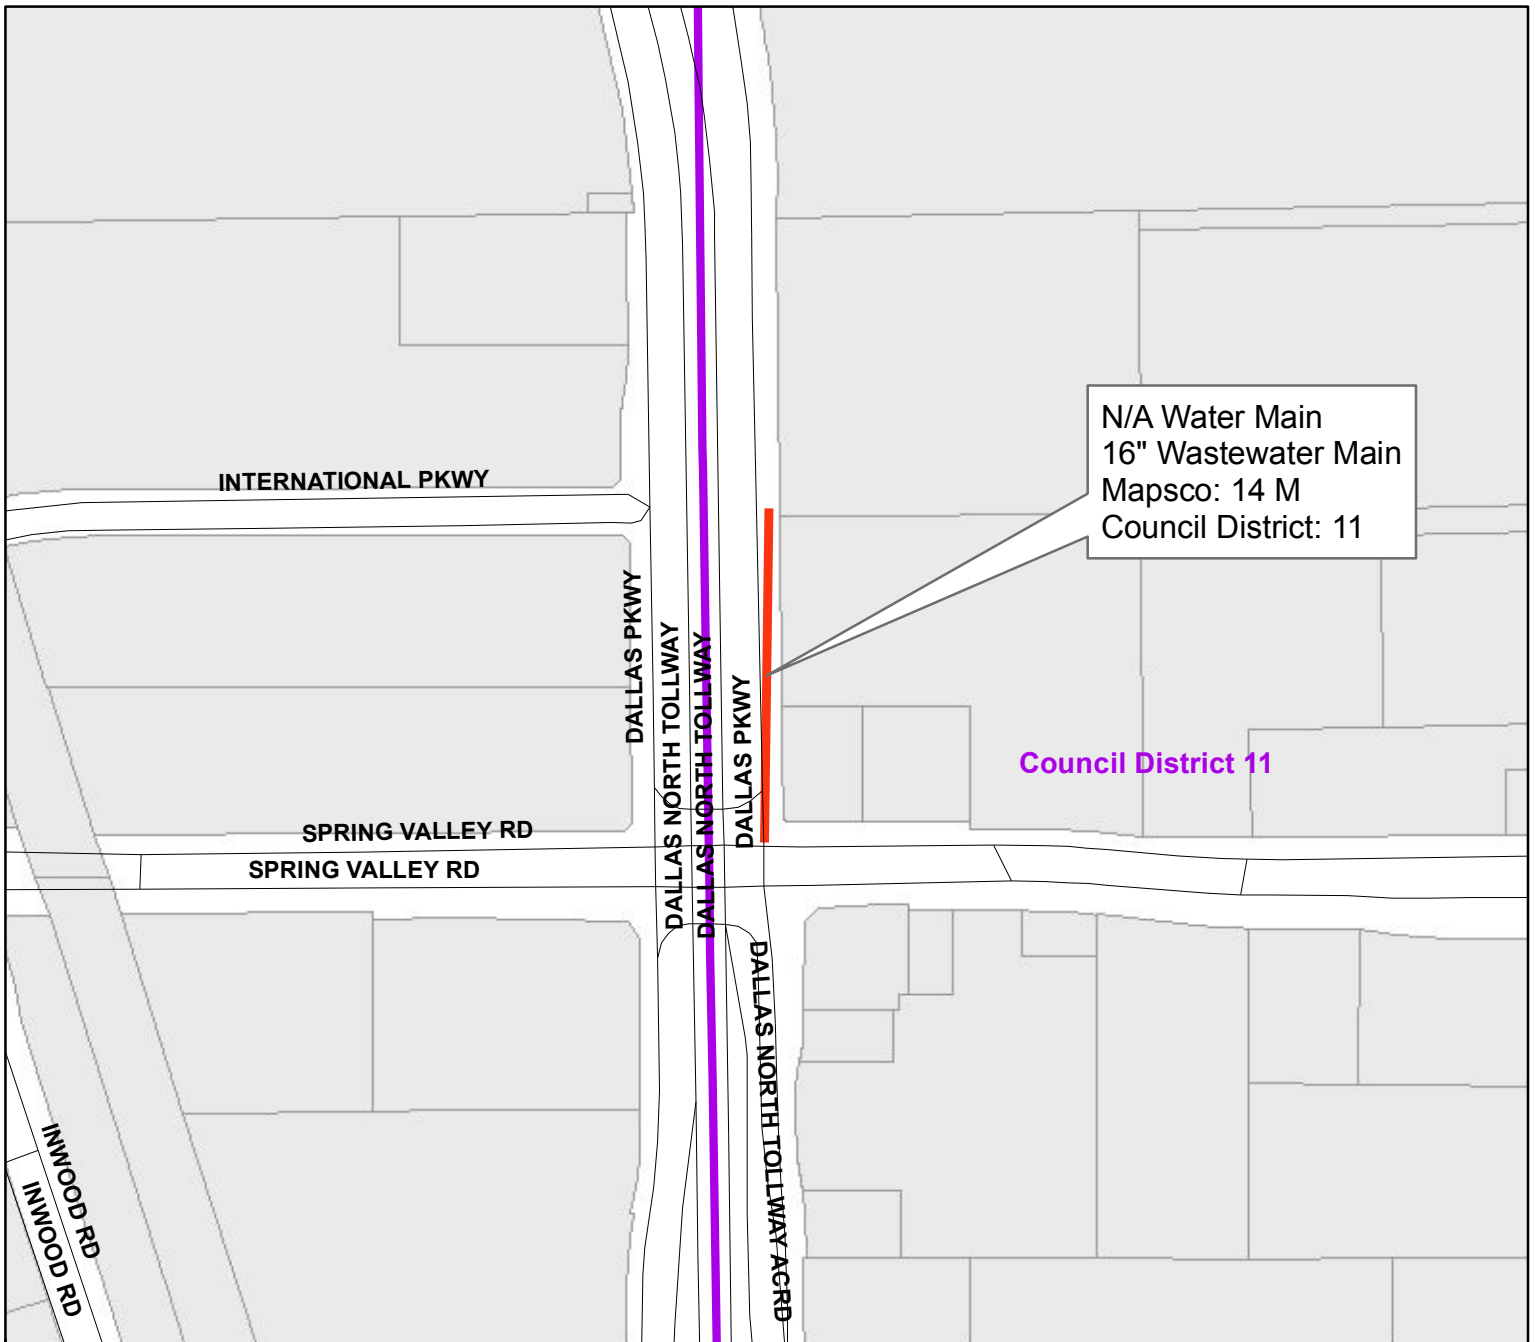 N/A Water Main
16" Wastewater Main
Mapsco: 14 M
Council District: 11
INTERNATIONAL PKWY
DALLAS PKWY
DALLAS NORTH TOLLWAY
DALLAS NORTH TOLLWAY
DALLAS PKWY
Council District 11
SPRING VALLEY RD
SPRING VALLEY RD
DALLAS NORTH TOLLWAY ACRD
INWOOD RD
INWOOD RD